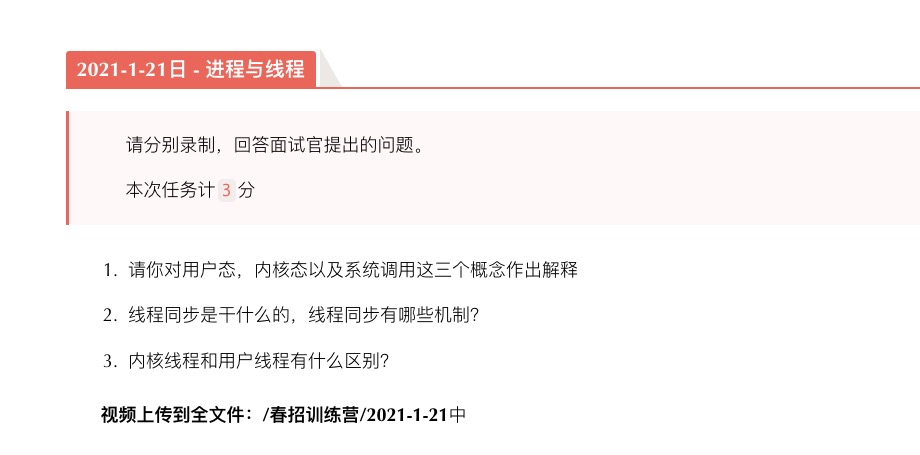 2021-1-21日 - 进程与线程
请分别录制，回答面试官提出的问题。
本次任务计 3 分
1. 请你对用户态，内核态以及系统调用这三个概念作出解释
2. 线程同步是干什么的，线程同步有哪些机制？
3. 内核线程和用户线程有什么区别？
视频上传到全文件：/春招训练营/2021-1-21中